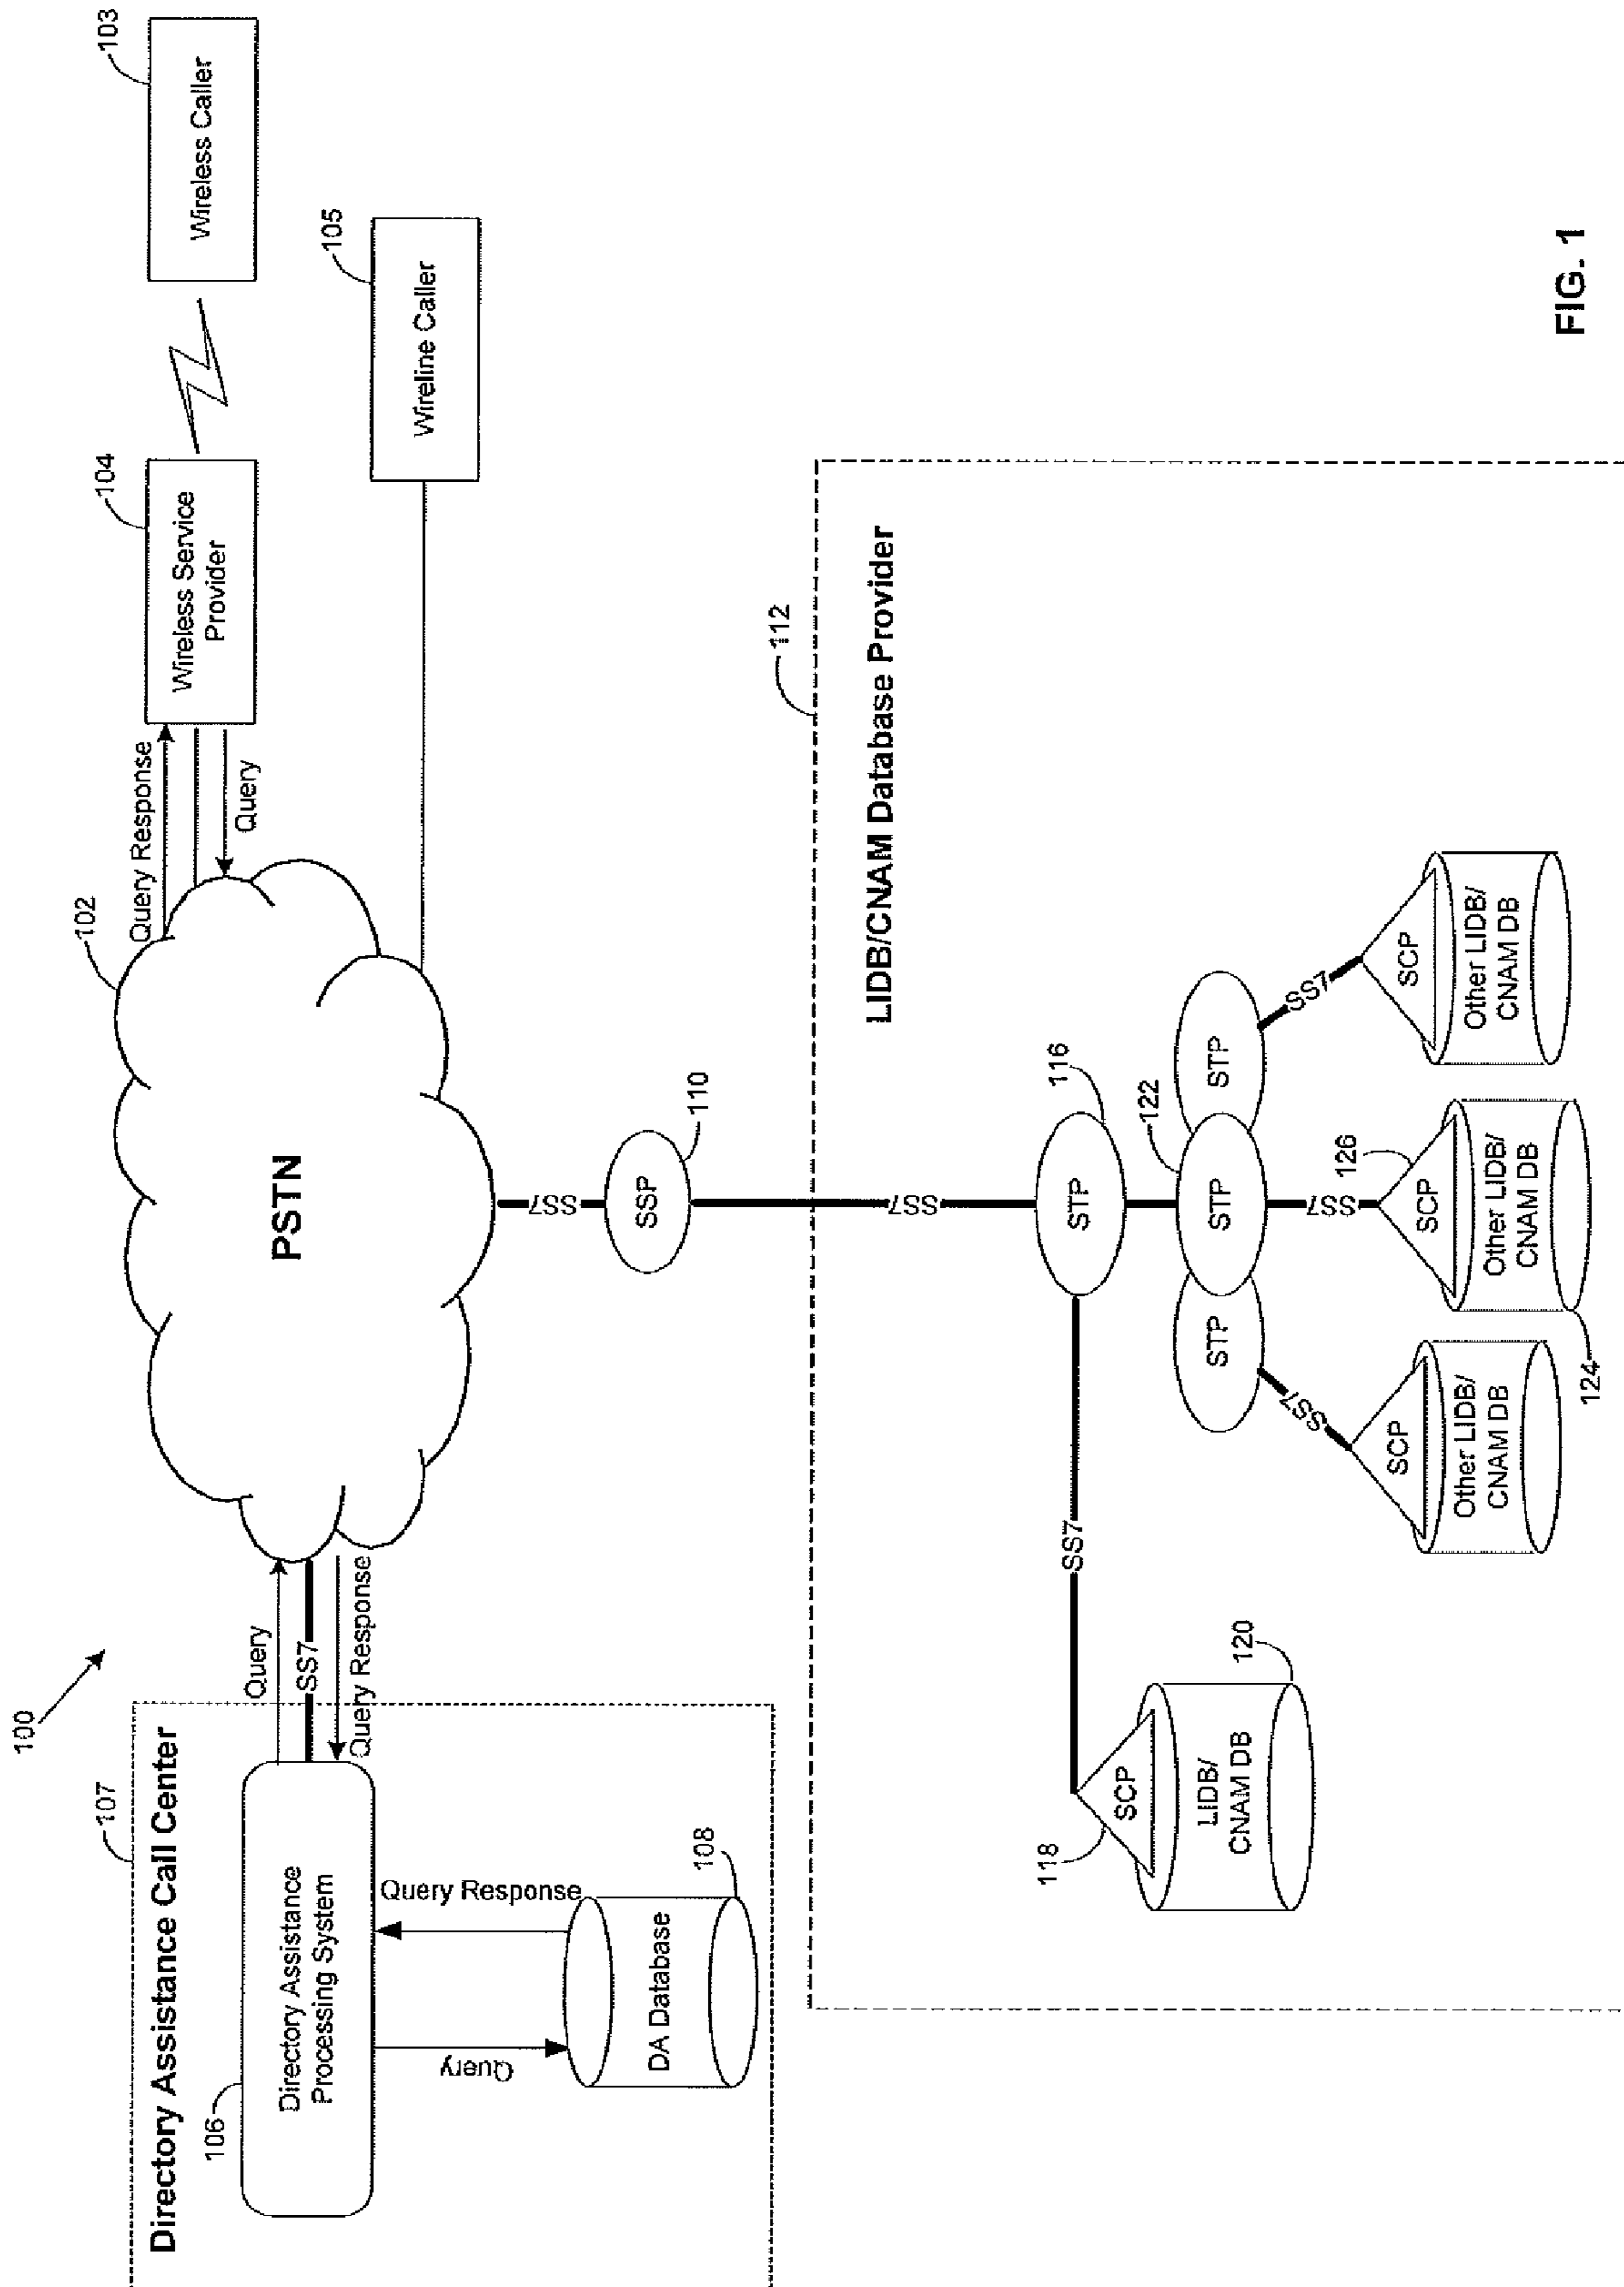 100
107
Directory Assistance Call Center
106
Directory Assistance
Processing System
Query
Query Response
DA Database
108
Query
SS7
Query Response
102
PSTN
Query Response
Query
104
Wireless Service
Provider
103
Wireless Caller
105
Wireline Caller
SS7
SSP
110
112
LIDB/CNAM Database Provider
SS7
STP
116
SS7
118
SCP
LIDB/
CNAM DB
120
122
STP
STP
STP
SS7
SS7
SS7
SCP
Other LIDB/
CNAM DB
126
SCP
Other LIDB/
CNAM DB
124
SCP
Other LIDB/
CNAM DB
FIG. 1